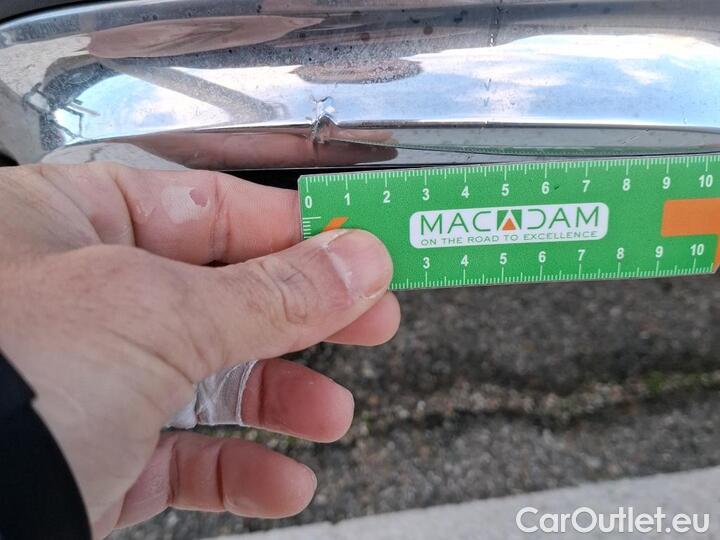 0 1 2 3 4 5 6 7 8 9 10
MACADAM
ON THE ROAD TO EXCELLENCE
3 4 5 6 7 8 9 10
CarOutlet.eu